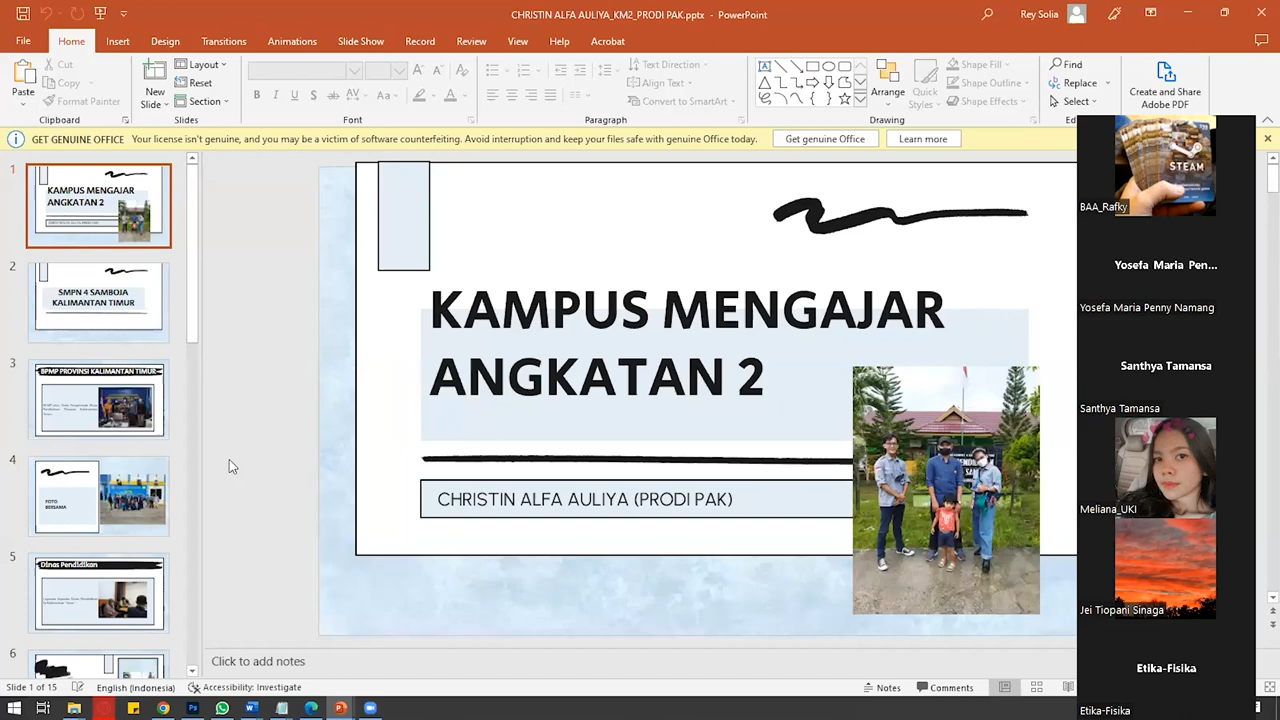 CHRISTIN ALFA AULIYA_KM2_PRODI PAK.pptx - PowerPoint
Rey Solia
File Home Insert Design Transitions Animations Slide Show Record Review View Help Acrobat
Paste
Cut
Copy
Format Painter
Clipboard
New Slide
Layout
Reset
Section
Slides
Font
Text Direction
Align Text
Convert to SmartArt
Paragraph
Arrange
Quick Styles
Shape Fill
Shape Outline
Shape Effects
Drawing
Find
Replace
Select
Editing
Create and Share
Adobe PDF
GET GENUINE OFFICE Your license isn't genuine, and you may be a victim of software counterfeiting. Avoid interruption and keep your files safe with genuine Office today.
Get genuine Office
Learn more
1
KAMPUS MENGAJAR
ANGKATAN 2
2
SMPN 4 SAMBOJA
KALIMANTAN TIMUR
3
BPMP PROVINSI KALIMANTAN TIMUR
4
FOTO
BERSAMA
5
Dinas Pendidikan
6
KAMPUS MENGAJAR
ANGKATAN 2
CHRISTIN ALFA AULIYA (PRODI PAK)
STEAM
BAA_Rafky
Yosefa Maria Pen...
Yosefa Maria Penny Namang
Santhya Tamansa
Santhya Tamansa
Meliana_UKI
Jei Tiopani Sinaga
Etika-Fisika
Etika-Fisika
Click to add notes
Slide 1 of 15
English (Indonesia)
Accessibility: Investigate
Notes
Comments